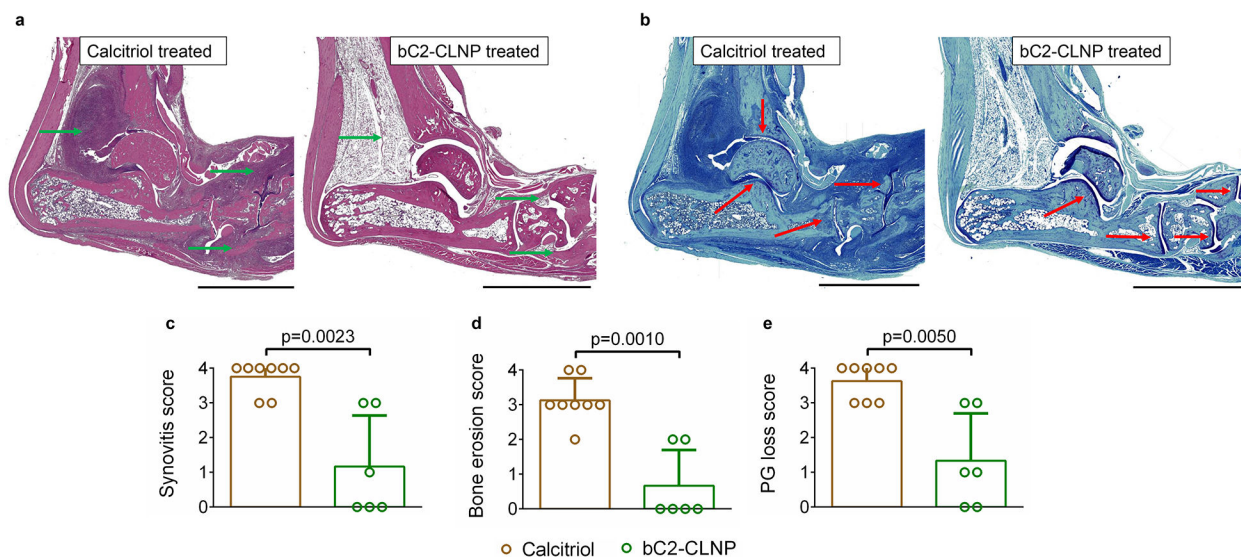 a
b
Calcitriol treated
bC2-CLNP treated
Calcitriol treated
bC2-CLNP treated
c
d
e
p=0.0023
p=0.0010
p=0.0050
Synovitis score
4
3
2
1
0
Bone erosion score
4
3
2
1
0
PG loss score
4
3
2
1
0
Calcitriol
bC2-CLNP